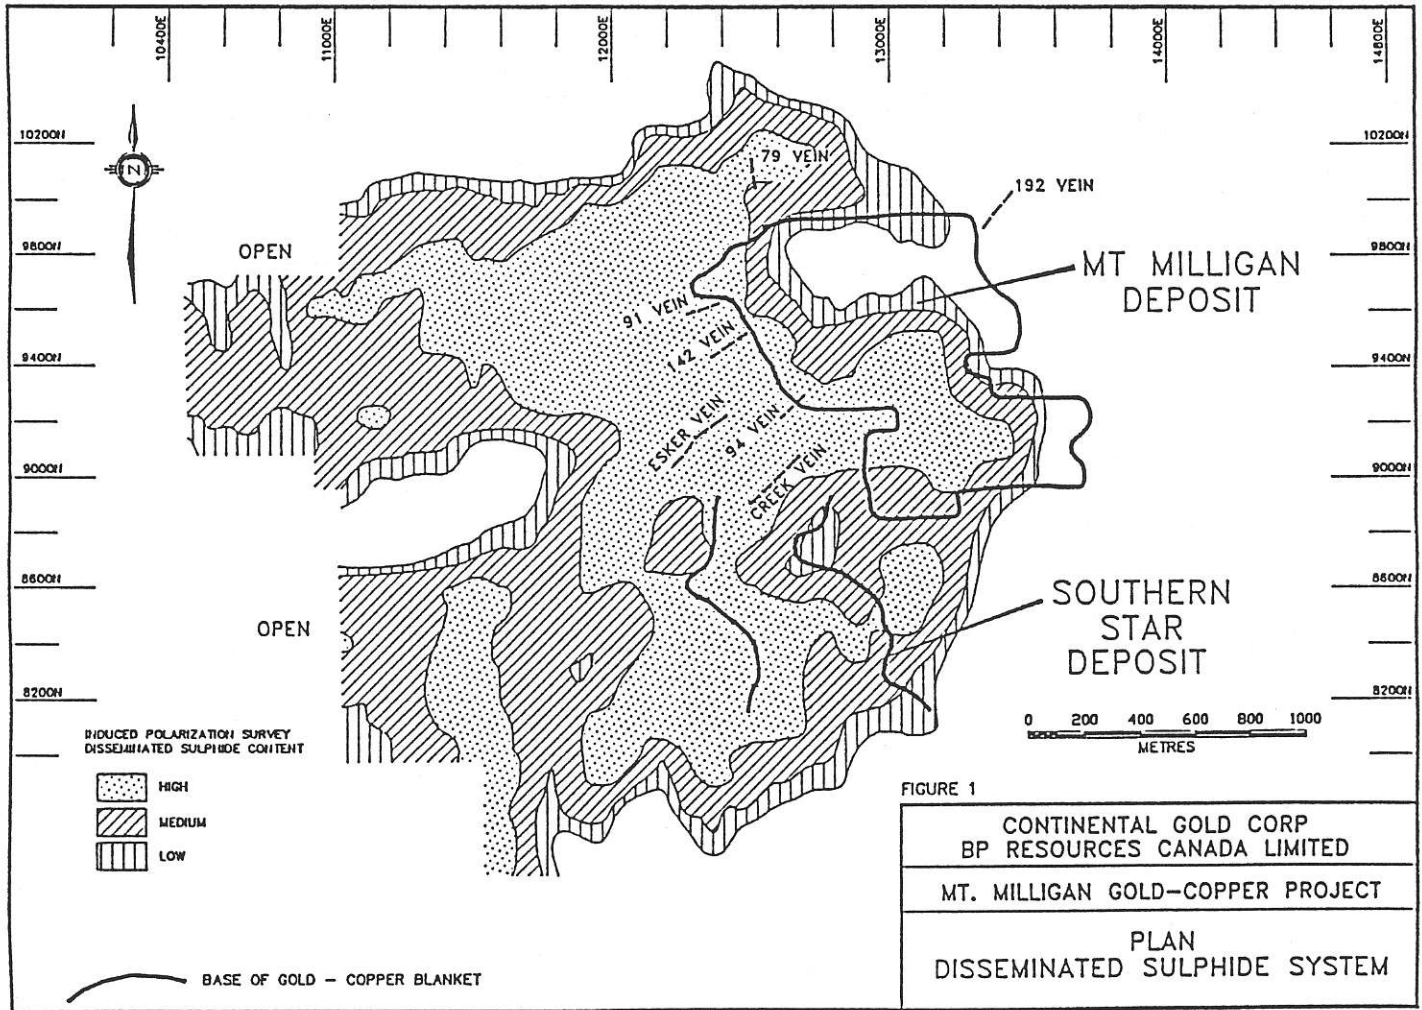 10400E
11000E
12000E
13000E
14000E
14800E
10200N
10200N
79 VEIN
192 VEIN
N
9800N
9800N
OPEN
MT MILLIGAN
DEPOSIT
91 VEIN
142 VEIN
9400N
9400N
ESKER VEIN
94 VEIN
CREEK VEIN
9000N
9000N
8600N
8600N
SOUTHERN
STAR
DEPOSIT
OPEN
8200N
8200N
0 200 400 600 800 1000
METRES
INDUCED POLARIZATION SURVEY
DISSEMINATED SULPHIDE CONTENT
HIGH
MEDIUM
LOW
FIGURE 1
CONTINENTAL GOLD CORP
BP RESOURCES CANADA LIMITED
MT. MILLIGAN GOLD-COPPER PROJECT
PLAN
DISSEMINATED SULPHIDE SYSTEM
BASE OF GOLD - COPPER BLANKET